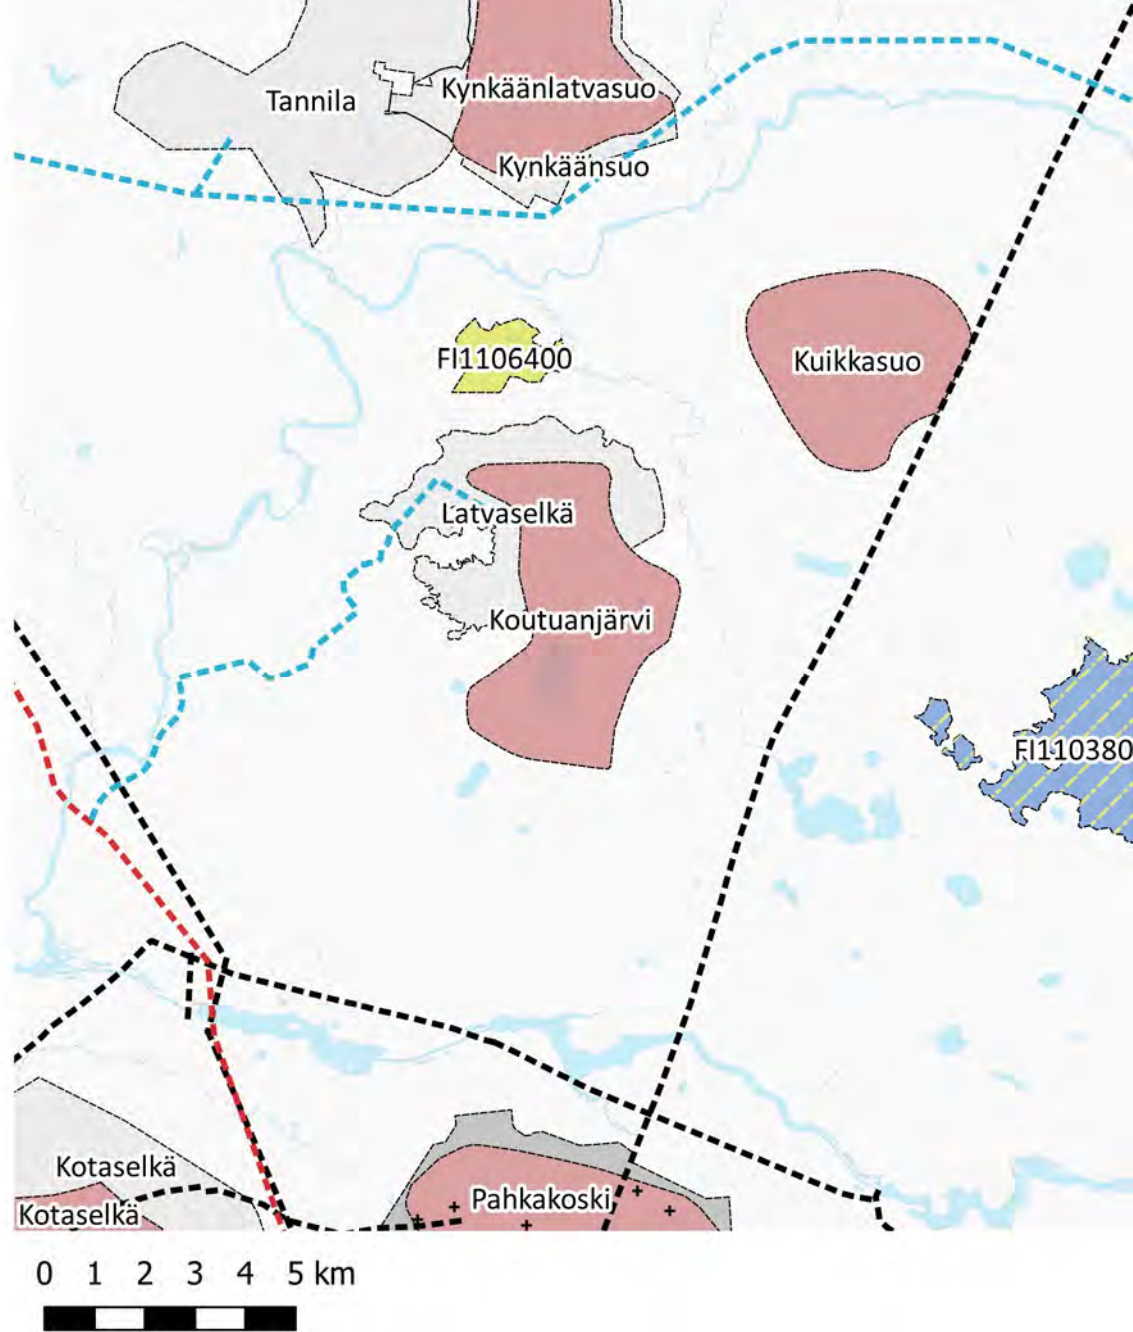 Kynkäänlatvasuo
Tannila
Kynkäänsuo
FI1106400
Kuikkasuo
Latvaselkä
Koutuanjärvi
FI110380
Kotaselkä
Pahkakoski
Kotaselkä
0 1 2 3 4 5 km